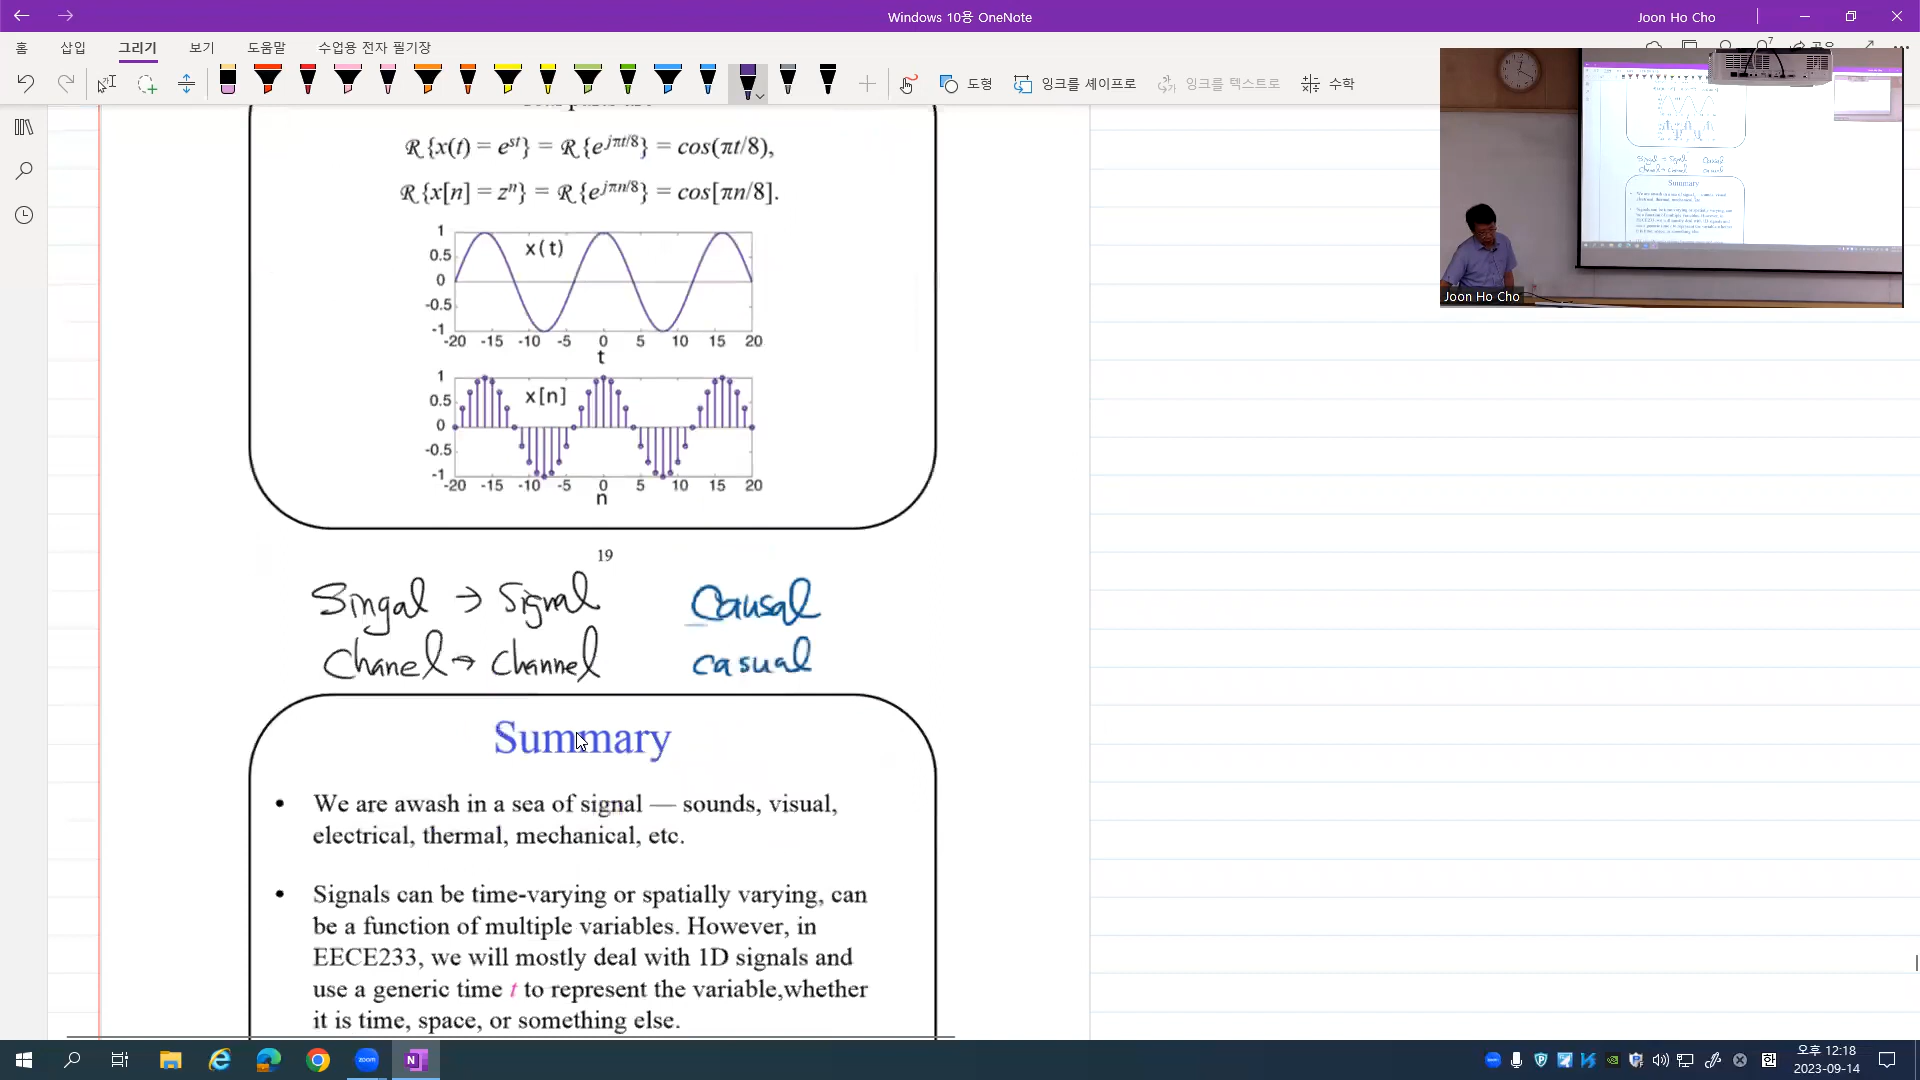 Windows 10용 OneNote
Joon Ho Cho
홈 삽입 그리기 보기 도움말 수업용 전자 필기장
도형 잉크를 셰이프로 잉크를 텍스트로 수학
ℛ{x(t) = e^{st}} = ℛ{e^{jπt/8}} = cos(πt/8),
ℛ{x[n] = z^n} = ℛ{e^{jπn/8}} = cos[πn/8].
x(t)
1
0.5
0
-0.5
-1
-20 -15 -10 -5 0 5 10 15 20
t
x[n]
1
0.5
0
-0.5
-1
-20 -15 -10 -5 0 5 10 15 20
n
19
Singal → Signal Causal
Chanel → Channel casual
Summary
• We are awash in a sea of signal — sounds, visual,
electrical, thermal, mechanical, etc.
• Signals can be time-varying or spatially varying, can
be a function of multiple variables. However, in
EECE233, we will mostly deal with 1D signals and
use a generic time t to represent the variable,whether
it is time, space, or something else.
Joon Ho Cho
zoom
오후 12:18
2023-09-14